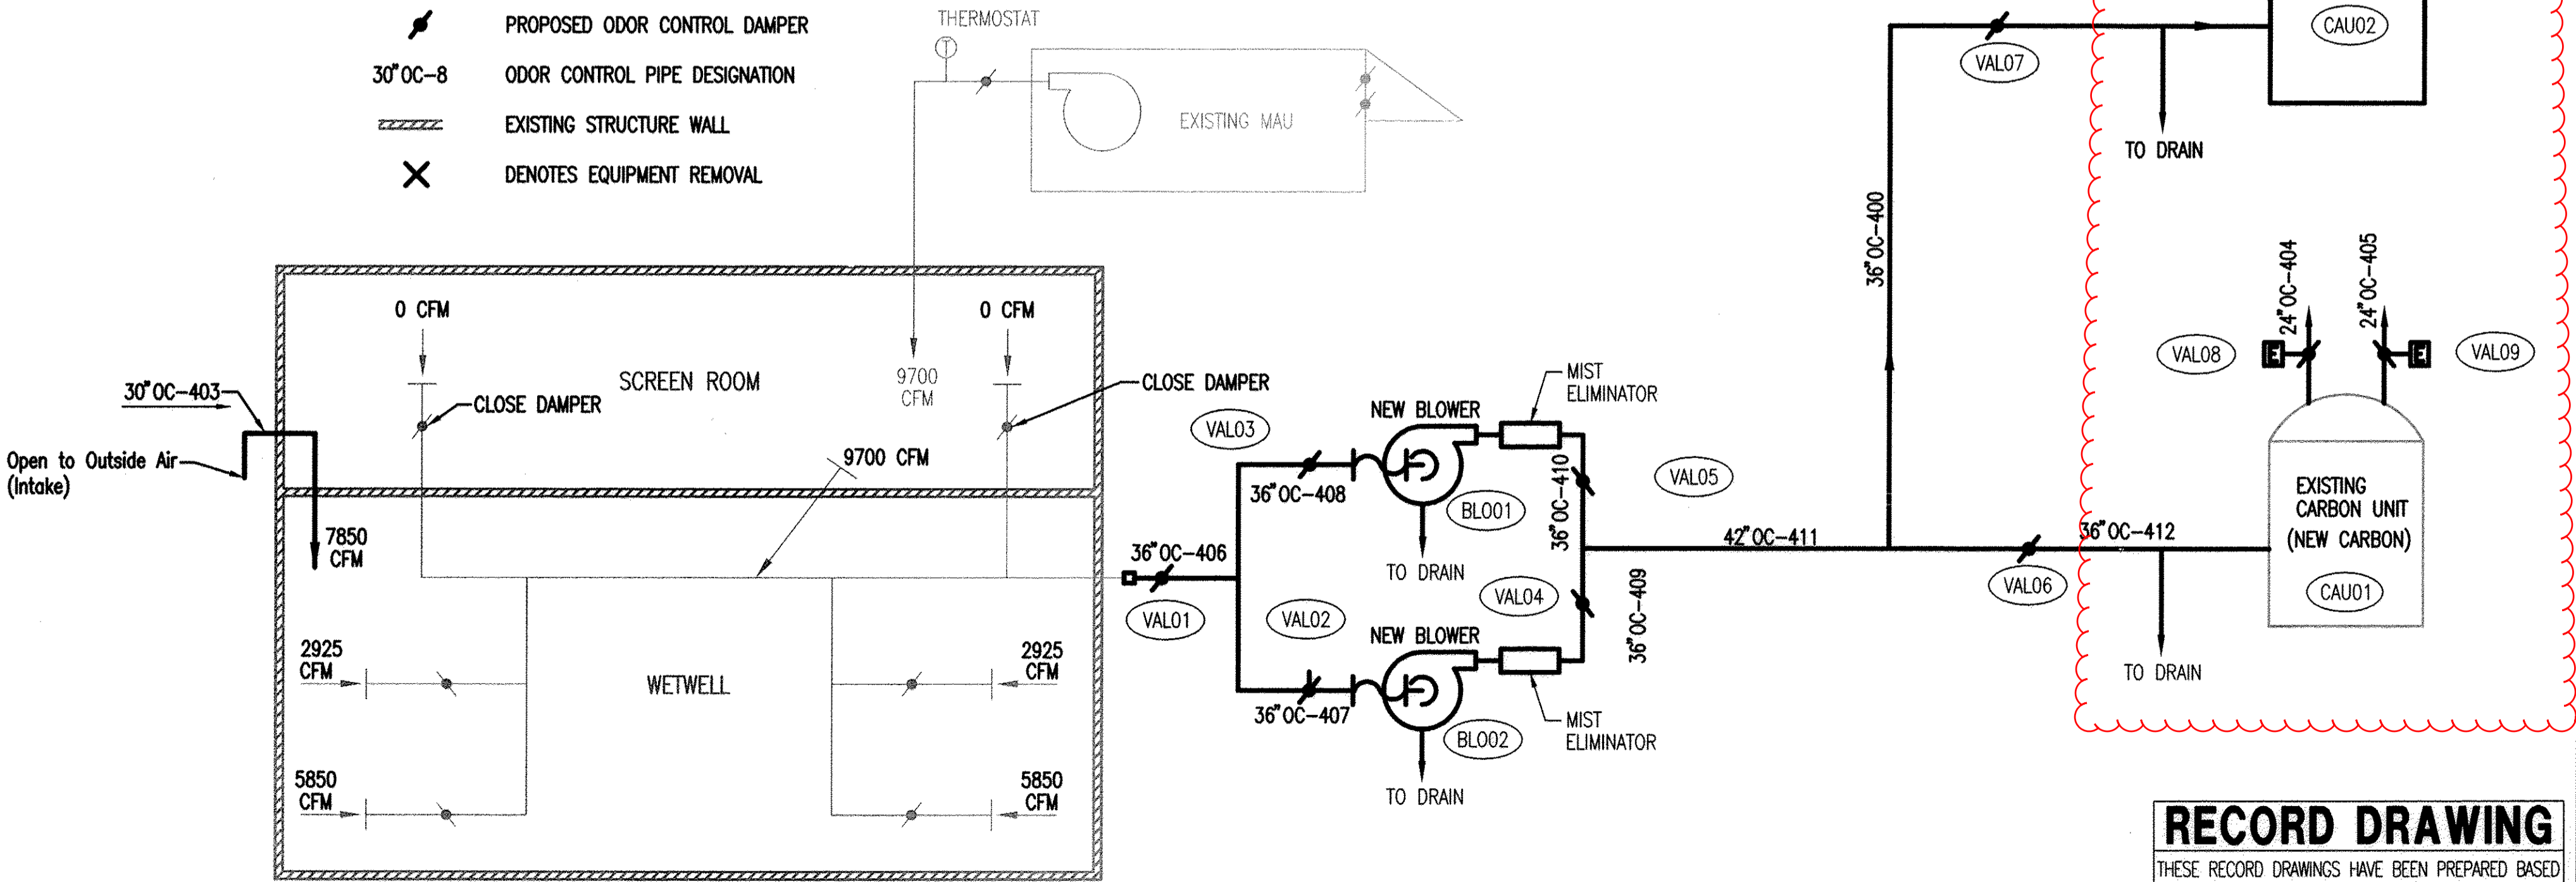 PROPOSED ODOR CONTROL DAMPER
30"OC-8 ODOR CONTROL PIPE DESIGNATION
EXISTING STRUCTURE WALL
DENOTES EQUIPMENT REMOVAL
THERMOSTAT
T
EXISTING MAU
CAU02
VAL07
TO DRAIN
36"OC-400
24"OC-404
24"OC-405
VAL08
E
E
VAL09
0 CFM
0 CFM
SCREEN ROOM
9700
CFM
30"OC-403
CLOSE DAMPER
CLOSE DAMPER
Open to Outside Air
(Intake)
9700 CFM
7850
CFM
MIST
ELIMINATOR
NEW BLOWER
VAL03
36"OC-408
BL001
36"OC-410
VAL05
TO DRAIN
36"OC-406
42"OC-411
36"OC-412
EXISTING
CARBON UNIT
(NEW CARBON)
CAU01
VAL01
VAL02
VAL04
36"OC-409
VAL06
TO DRAIN
2925
CFM
2925
CFM
WETWELL
NEW BLOWER
36"OC-407
BL002
MIST
ELIMINATOR
TO DRAIN
5850
CFM
5850
CFM
RECORD DRAWING
THESE RECORD DRAWINGS HAVE BEEN PREPARED BASED